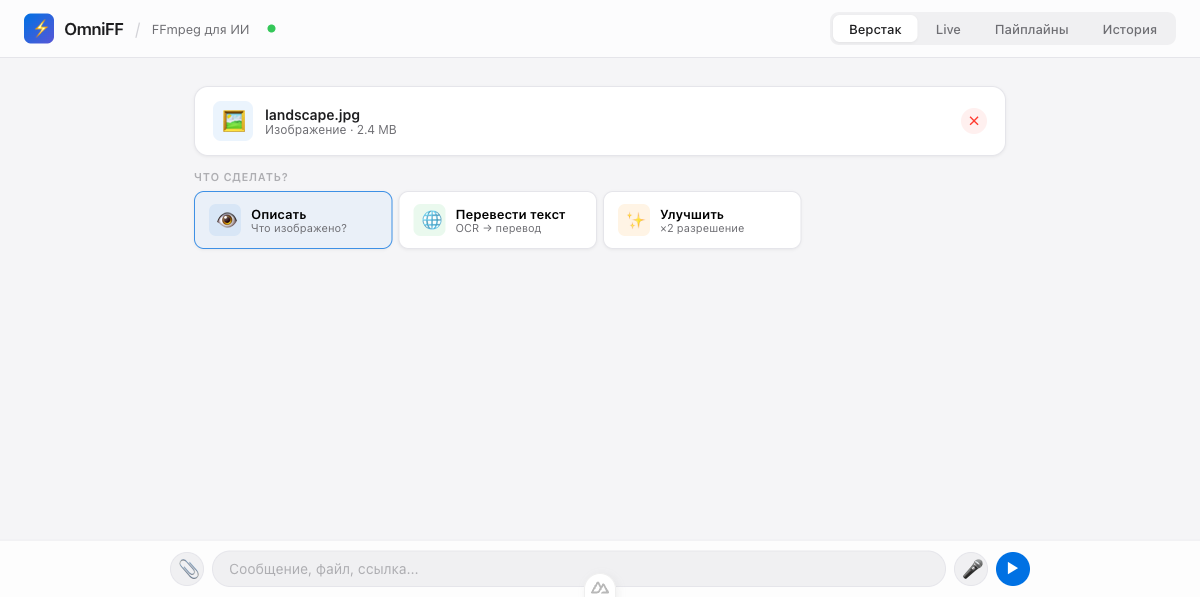 OmniFF / FFmpeg для ИИ
Верстак Live Пайплайны История
landscape.jpg
Изображение · 2.4 MB
ЧТО СДЕЛАТЬ?
Описать
Что изображено?
Перевести текст
OCR → перевод
Улучшить
×2 разрешение
Сообщение, файл, ссылка...